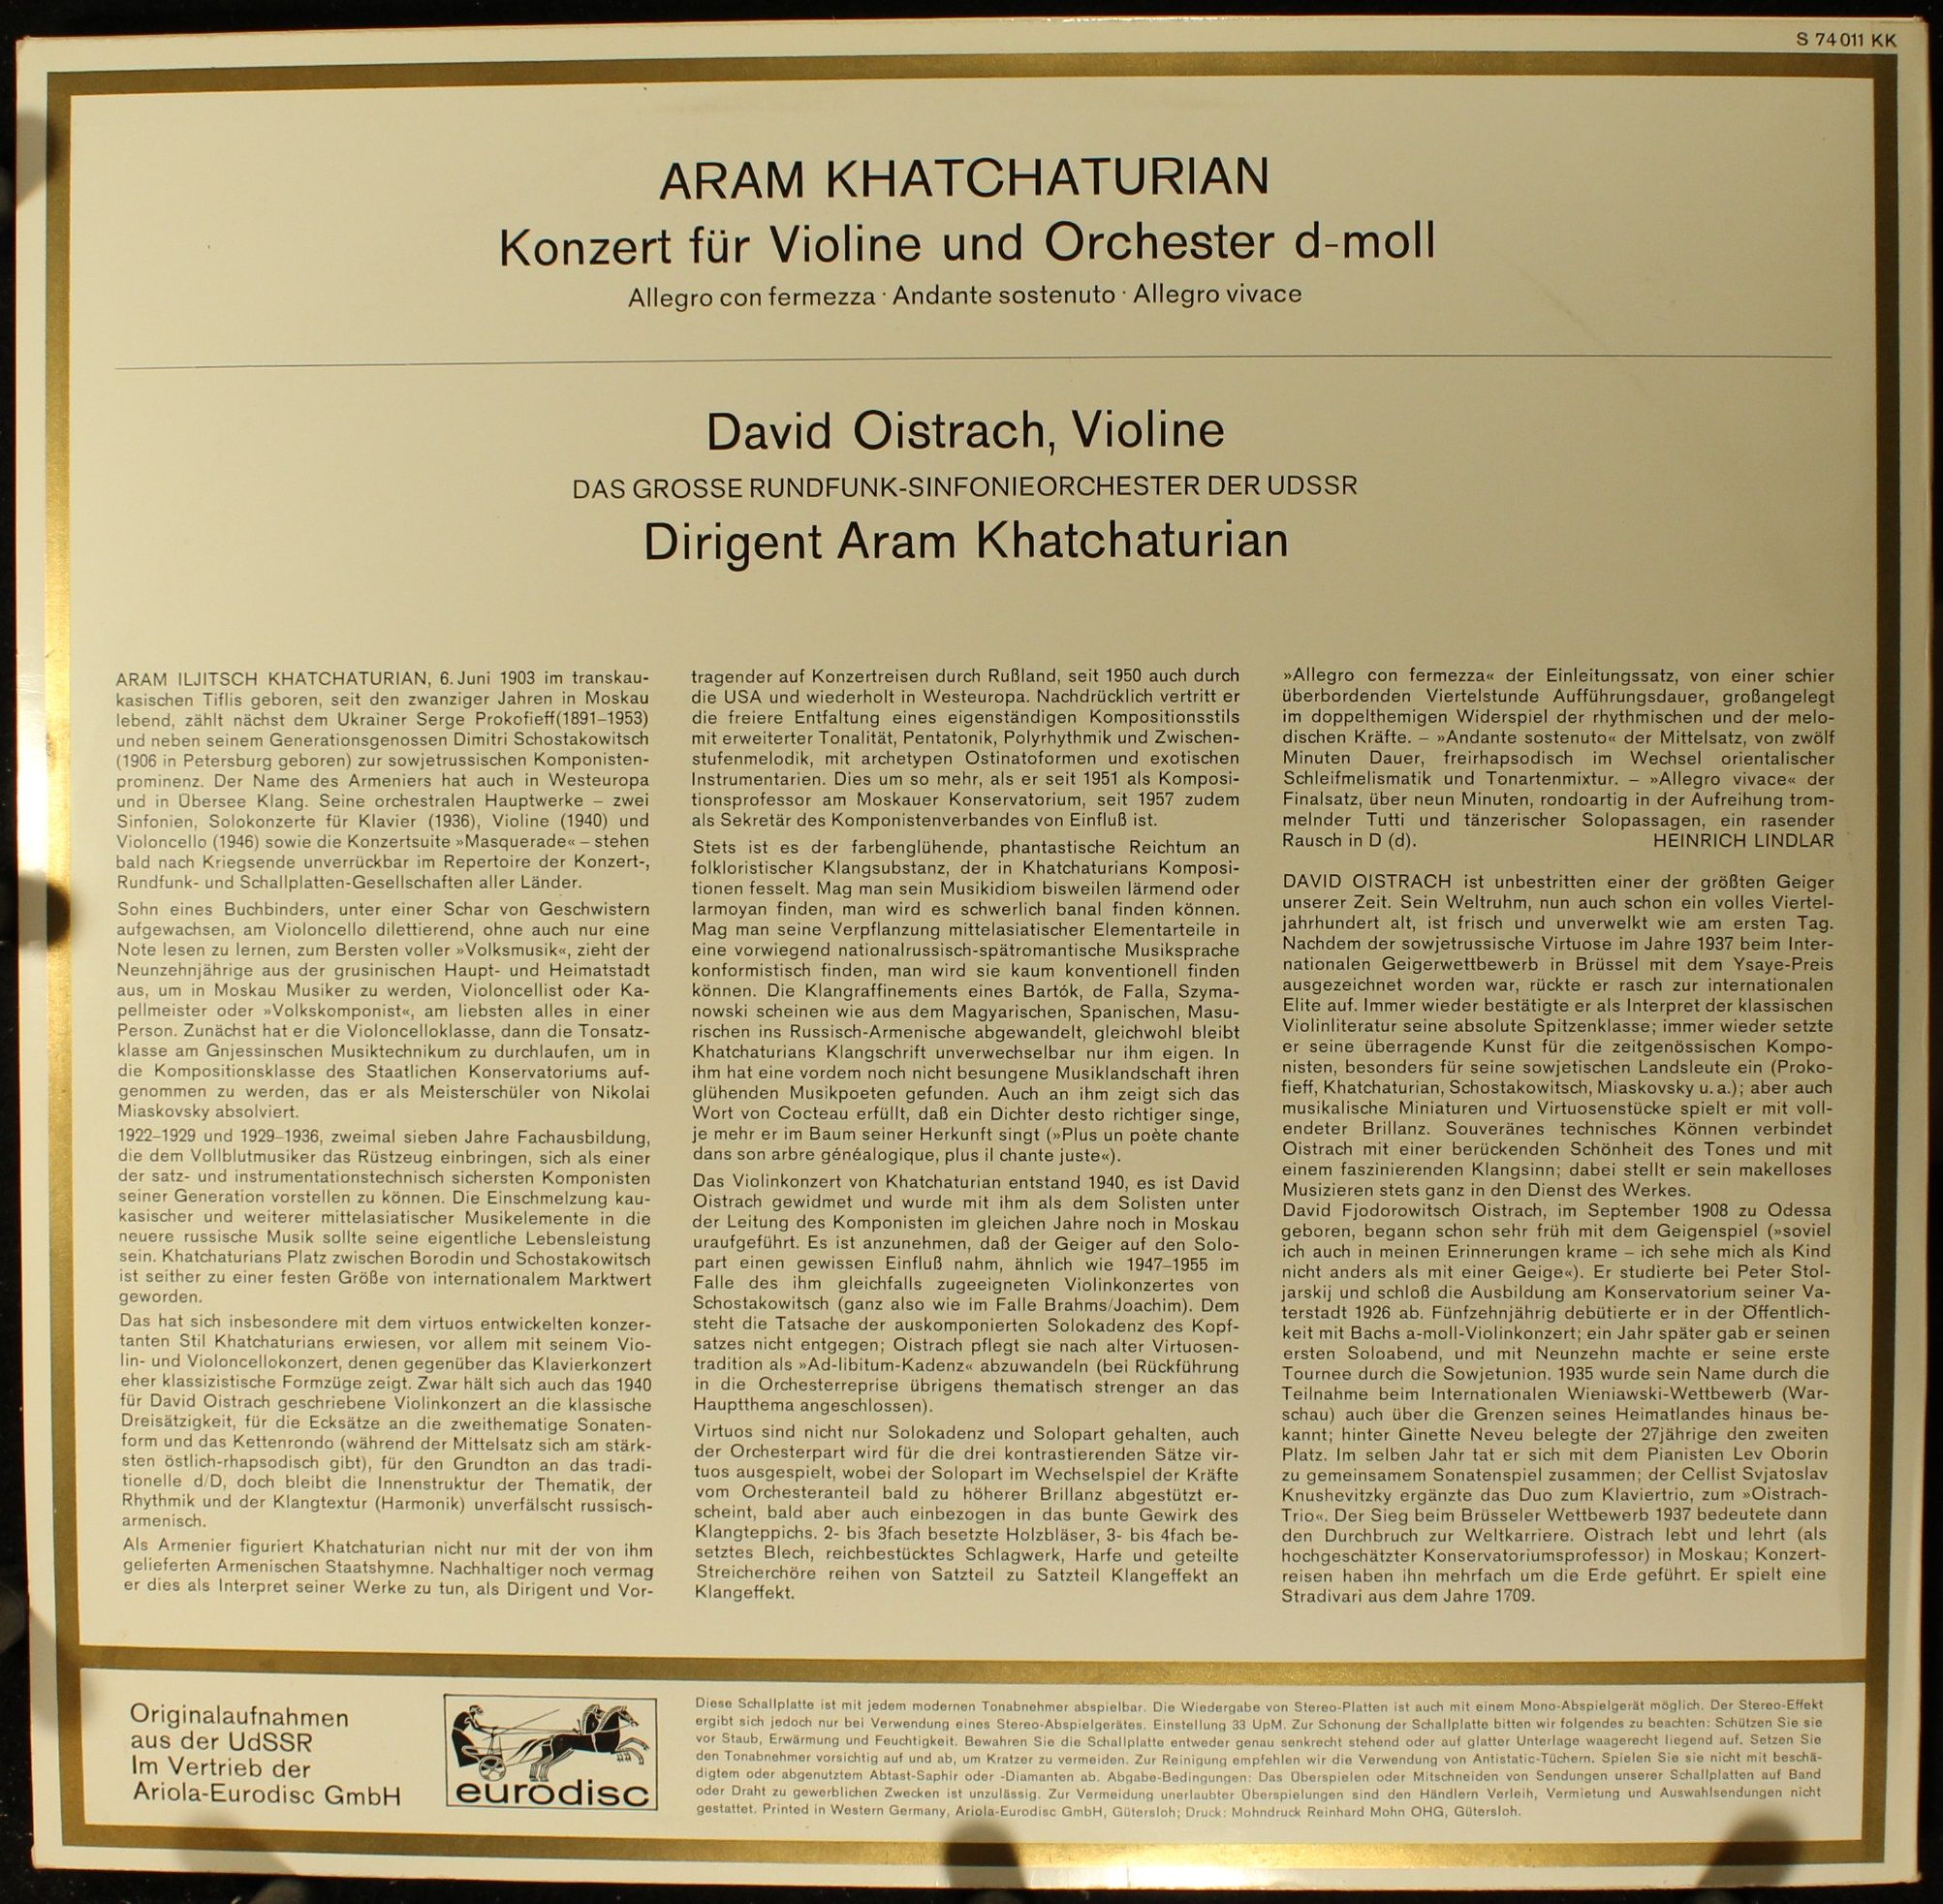 S 74 011 KK
ARAM KHATCHATURIAN
Konzert für Violine und Orchester d-moll
Allegro con fermezza · Andante sostenuto · Allegro vivace
David Oistrach, Violine
DAS GROSSE RUNDFUNK-SINFONIEORCHESTER DER UDSSR
Dirigent Aram Khatchaturian
ARAM ILJITSCH KHATCHATURIAN, 6. Juni 1903 im transkau-
kasischen Tiflis geboren, seit den zwanziger Jahren in Moskau
lebend, zählt nächst dem Ukrainer Serge Prokofieff(1891–1953)
und neben seinem Generationsgenossen Dimitri Schostakowitsch
(1906 in Petersburg geboren) zur sowjetrussischen Komponisten-
prominenz. Der Name des Armeniers hat auch in Westeuropa
und in Übersee Klang. Seine orchestralen Hauptwerke – zwei
Sinfonien, Solokonzerte für Klavier (1936), Violine (1940) und
Violoncello (1946) sowie die Konzertsuite »Masquerade« – stehen
bald nach Kriegsende unverrückbar im Repertoire der Konzert-,
Rundfunk- und Schallplatten-Gesellschaften aller Länder.
Sohn eines Buchbinders, unter einer Schar von Geschwistern
aufgewachsen, am Violoncello dilettierend, ohne auch nur eine
Note lesen zu lernen, zum Bersten voller »Volksmusik«, zieht der
Neunzehnjährige aus der grusinischen Haupt- und Heimatstadt
aus, um in Moskau Musiker zu werden, Violoncellist oder Ka-
pellmeister oder »Volkskomponist«, am liebsten alles in einer
Person. Zunächst hat er die Violoncelloklasse, dann die Tonsatz-
klasse am Gnjessinschen Musiktechnikum zu durchlaufen, um in
die Kompositionsklasse des Staatlichen Konservatoriums auf-
genommen zu werden, das er als Meisterschüler von Nikolai
Miaskovsky absolviert.
1922–1929 und 1929–1936, zweimal sieben Jahre Fachausbildung,
die dem Vollblutmusiker das Rüstzeug einbringen, sich als einer
der satz- und instrumentationstechnisch sichersten Komponisten
seiner Generation vorstellen zu können. Die Einschmelzung kau-
kasischer und weiterer mittelasiatischer Musikelemente in die
neuere russische Musik sollte seine eigentliche Lebensleistung
sein. Khatchaturians Platz zwischen Borodin und Schostakowitsch
ist seither zu einer festen Größe von internationalem Marktwert
geworden.
Das hat sich insbesondere mit dem virtuos entwickelten konzer-
tanten Stil Khatchaturians erwiesen, vor allem mit seinem Vio-
lin- und Violoncellokonzert, denen gegenüber das Klavierkonzert
eher klassizistische Formzüge zeigt. Zwar hält sich auch das 1940
für David Oistrach geschriebene Violinkonzert an die klassische
Dreisätzigkeit, für die Ecksätze an die zweithematige Sonaten-
form und das Kettenrondo (während der Mittelsatz sich am stärk-
sten östlich-rhapsodisch gibt), für den Grundton an das tradi-
tionelle d/D, doch bleibt die Innenstruktur der Thematik, der
Rhythmik und der Klangtextur (Harmonik) unverfälscht russisch-
armenisch.
Als Armenier figuriert Khatchaturian nicht nur mit der von ihm
gelieferten Armenischen Staatshymne. Nachhaltiger noch vermag
er dies als Interpret seiner Werke zu tun, als Dirigent und Vor-
tragender auf Konzertreisen durch Rußland, seit 1950 auch durch
die USA und wiederholt in Westeuropa. Nachdrücklich vertritt er
die freiere Entfaltung eines eigenständigen Kompositionsstils
mit erweiterter Tonalität, Pentatonik, Polyrhythmik und Zwischen-
stufenmelodik, mit archetypen Ostinatoformen und exotischen
Instrumentarien. Dies um so mehr, als er seit 1951 als Komposi-
tionsprofessor am Moskauer Konservatorium, seit 1957 zudem
als Sekretär des Komponistenverbandes von Einfluß ist.
Stets ist es der farbenglühende, phantastische Reichtum an
folkloristischer Klangsubstanz, der in Khatchaturians Komposi-
tionen fesselt. Mag man sein Musikidiom bisweilen lärmend oder
larmoyan finden, man wird es schwerlich banal finden können.
Mag man seine Verpflanzung mittelasiatischer Elementarteile in
eine vorwiegend nationalrussisch-spätromantische Musiksprache
konformistisch finden, man wird sie kaum konventionell finden
können. Die Klangraffinements eines Bartók, de Falla, Szyma-
nowski scheinen wie aus dem Magyarischen, Spanischen, Masu-
rischen ins Russisch-Armenische abgewandelt, gleichwohl bleibt
Khatchaturians Klangschrift unverwechselbar nur ihm eigen. In
ihm hat eine vordem noch nicht besungene Musiklandschaft ihren
glühenden Musikpoeten gefunden. Auch an ihm zeigt sich das
Wort von Cocteau erfüllt, daß ein Dichter desto richtiger singe,
je mehr er im Baum seiner Herkunft singt (»Plus un poète chante
dans son arbre généalogique, plus il chante juste«).
Das Violinkonzert von Khatchaturian entstand 1940, es ist David
Oistrach gewidmet und wurde mit ihm als dem Solisten unter
der Leitung des Komponisten im gleichen Jahre noch in Moskau
uraufgeführt. Es ist anzunehmen, daß der Geiger auf den Solo-
part einen gewissen Einfluß nahm, ähnlich wie 1947–1955 im
Falle des ihm gleichfalls zugeeigneten Violinkonzertes von
Schostakowitsch (ganz also wie im Falle Brahms/Joachim). Dem
steht die Tatsache der auskomponierten Solokadenz des Kopf-
satzes nicht entgegen; Oistrach pflegt sie nach alter Virtuosen-
tradition als »Ad-libitum-Kadenz« abzuwandeln (bei Rückführung
in die Orchesterreprise übrigens thematisch strenger an das
Hauptthema angeschlossen).
Virtuos sind nicht nur Solokadenz und Solopart gehalten, auch
der Orchesterpart wird für die drei kontrastierenden Sätze vir-
tuos ausgespielt, wobei der Solopart im Wechselspiel der Kräfte
vom Orchesteranteil bald zu höherer Brillanz abgestützt er-
scheint, bald aber auch einbezogen in das bunte Gewirk des
Klangteppichs. 2- bis 3fach besetzte Holzbläser, 3- bis 4fach be-
setztes Blech, reichbestücktes Schlagwerk, Harfe und geteilte
Streicherchöre reihen von Satzteil zu Satzteil Klangeffekt an
Klangeffekt.
»Allegro con fermezza« der Einleitungssatz, von einer schier
überbordenden Viertelstunde Aufführungsdauer, großangelegt
im doppelthemigen Widerspiel der rhythmischen und der melo-
dischen Kräfte. – »Andante sostenuto« der Mittelsatz, von zwölf
Minuten Dauer, freirhapsodisch im Wechsel orientalischer
Schleifmelismatik und Tonartenmixtur. – »Allegro vivace« der
Finalsatz, über neun Minuten, rondoartig in der Aufreihung trom-
melnder Tutti und tänzerischer Solopassagen, ein rasender
Rausch in D (d). HEINRICH LINDLAR
DAVID OISTRACH ist unbestritten einer der größten Geiger
unserer Zeit. Sein Weltruhm, nun auch schon ein volles Viertel-
jahrhundert alt, ist frisch und unverwelkt wie am ersten Tag.
Nachdem der sowjetrussische Virtuose im Jahre 1937 beim Inter-
nationalen Geigerwettbewerb in Brüssel mit dem Ysaye-Preis
ausgezeichnet worden war, rückte er rasch zur internationalen
Elite auf. Immer wieder bestätigte er als Interpret der klassischen
Violinliteratur seine absolute Spitzenklasse; immer wieder setzte
er seine überragende Kunst für die zeitgenössischen Kompo-
nisten, besonders für seine sowjetischen Landsleute ein (Proko-
fieff, Khatchaturian, Schostakowitsch, Miaskovsky u. a.); aber auch
musikalische Miniaturen und Virtuosenstücke spielt er mit voll-
endeter Brillanz. Souveränes technisches Können verbindet
Oistrach mit einer berückenden Schönheit des Tones und mit
einem faszinierenden Klangsinn; dabei stellt er sein makelloses
Musizieren stets ganz in den Dienst des Werkes.
David Fjodorowitsch Oistrach, im September 1908 zu Odessa
geboren, begann schon sehr früh mit dem Geigenspiel (»soviel
ich auch in meinen Erinnerungen krame – ich sehe mich als Kind
nicht anders als mit einer Geige«). Er studierte bei Peter Stol-
jarskij und schloß die Ausbildung am Konservatorium seiner Va-
terstadt 1926 ab. Fünfzehnjährig debütierte er in der Öffentlich-
keit mit Bachs a-moll-Violinkonzert; ein Jahr später gab er seinen
ersten Soloabend, und mit Neunzehn machte er seine erste
Tournee durch die Sowjetunion. 1935 wurde sein Name durch die
Teilnahme beim Internationalen Wieniawski-Wettbewerb (War-
schau) auch über die Grenzen seines Heimatlandes hinaus be-
kannt; hinter Ginette Neveu belegte der 27jährige den zweiten
Platz. Im selben Jahr tat er sich mit dem Pianisten Lev Oborin
zu gemeinsamem Sonatenspiel zusammen; der Cellist Svjatoslav
Knushevitzky ergänzte das Duo zum Klaviertrio, zum »Oistrach-
Trio«. Der Sieg beim Brüsseler Wettbewerb 1937 bedeutete dann
den Durchbruch zur Weltkarriere. Oistrach lebt und lehrt (als
hochgeschätzter Konservatoriumsprofessor) in Moskau; Konzert-
reisen haben ihn mehrfach um die Erde geführt. Er spielt eine
Stradivari aus dem Jahre 1709.
Originalaufnahmen
aus der UdSSR
Im Vertrieb der
Ariola-Eurodisc GmbH
eurodisc
Diese Schallplatte ist mit jedem modernen Tonabnehmer abspielbar. Die Wiedergabe von Stereo-Platten ist auch mit einem Mono-Abspielgerät möglich. Der Stereo-Effekt
ergibt sich jedoch nur bei Verwendung eines Stereo-Abspielgerätes. Einstellung 33 UpM. Zur Schonung der Schallplatte bitten wir folgendes zu beachten: Schützen Sie sie
vor Staub, Erwärmung und Feuchtigkeit. Bewahren Sie die Schallplatte entweder genau senkrecht stehend oder auf glatter Unterlage waagerecht liegend auf. Setzen Sie
den Tonabnehmer vorsichtig auf und ab, um Kratzer zu vermeiden. Zur Reinigung empfehlen wir die Verwendung von Antistatic-Tüchern. Spielen Sie sie nicht mit beschä-
digtem oder abgenutztem Abtast-Saphir oder -Diamanten ab. Abgabe-Bedingungen: Das Überspielen oder Mitschneiden von Sendungen unserer Schallplatten auf Band
oder Draht zu gewerblichen Zwecken ist unzulässig. Zur Vermeidung unerlaubter Überspielungen sind den Händlern Verleih, Vermietung und Auswahlsendungen nicht
gestattet. Printed in Western Germany, Ariola-Eurodisc GmbH, Gütersloh; Druck: Mohndruck Reinhard Mohn OHG, Gütersloh.